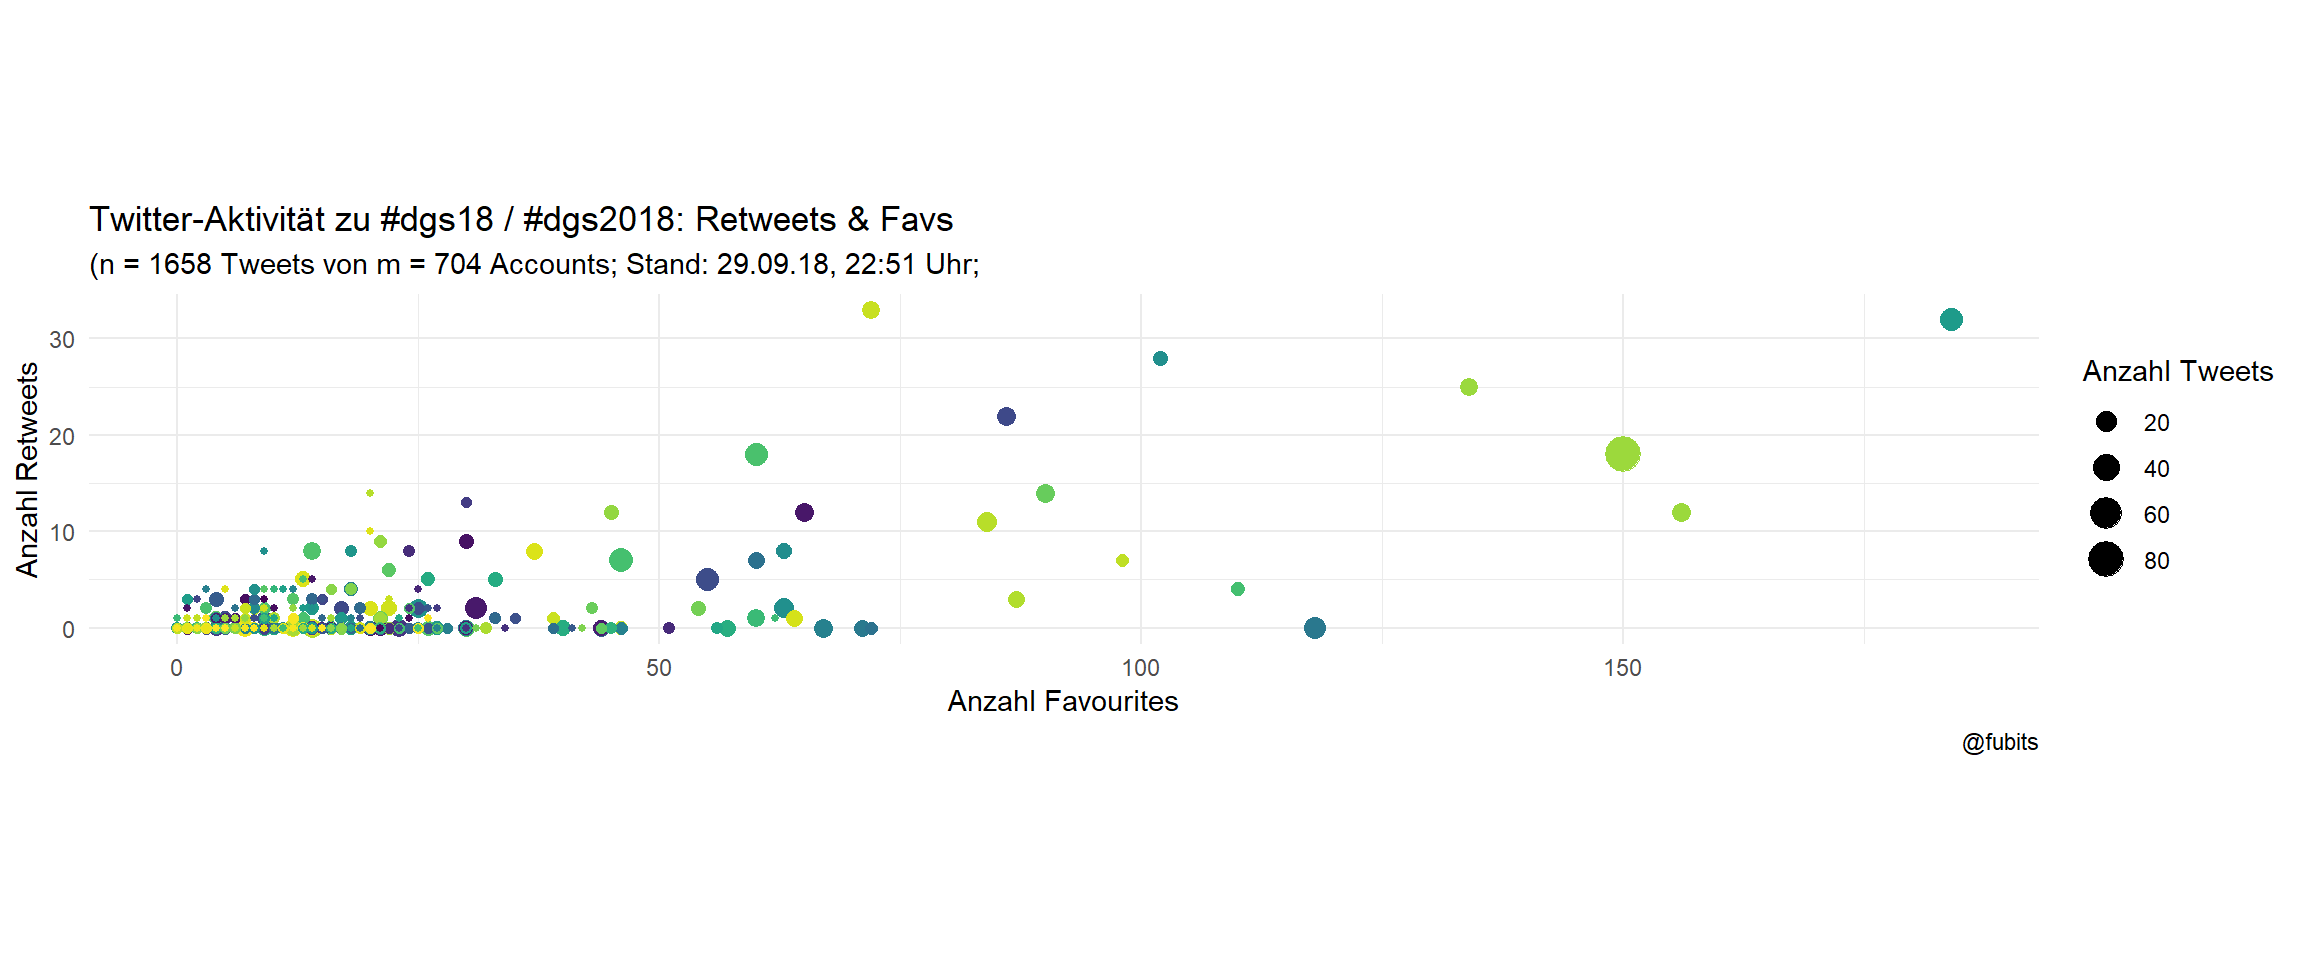 Twitter-Aktivität zu #dgs18 / #dgs2018: Retweets & Favs
(n = 1658 Tweets von m = 704 Accounts; Stand: 29.09.18, 22:51 Uhr;
Anzahl Retweets
30
20
10
0
0 50 100 150
Anzahl Favourites
Anzahl Tweets
20
40
60
80
@fubits